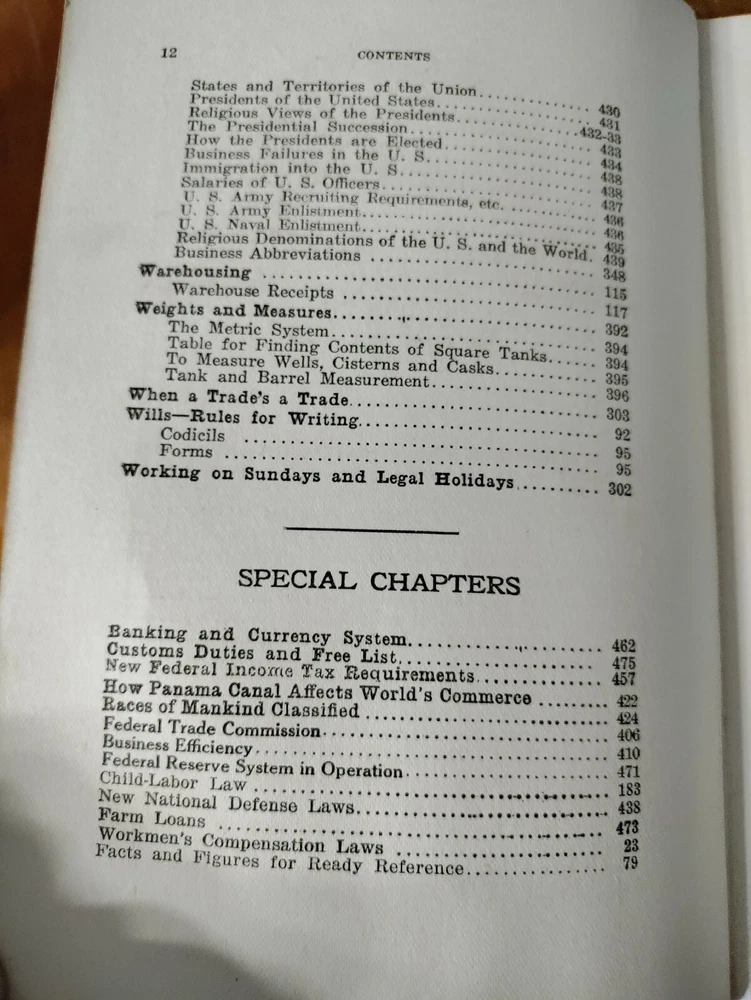 12 CONTENTS
States and Territories of the Union.............. 430
Presidents of the United States.............. 431
Religious Views of the Presidents..............432-33
The Presidential Succession.............. 433
How the Presidents are Elected.............. 434
Business Failures in the U. S.............. 438
Immigration into the U. S.............. 438
Salaries of U. S. Officers.............. 437
U. S. Army Recruiting Requirements, etc. .............. 436
U. S. Army Enlistment.............. 436
U. S. Naval Enlistment.............. 435
Religious Denominations of the U. S. and the World. 439
Business Abbreviations .............. 348
Warehousing .............. 115
Warehouse Receipts .............. 117
Weights and Measures.............. 392
The Metric System.............. 394
Table for Finding Contents of Square Tanks...... 394
To Measure Wells, Cisterns and Casks.............. 395
Tank and Barrel Measurement.............. 396
When a Trade's a Trade.............. 303
Wills—Rules for Writing.............. 92
Codicils .............. 95
Forms .............. 95
Working on Sundays and Legal Holidays.......... 302
SPECIAL CHAPTERS
Banking and Currency System.............. 462
Customs Duties and Free List.............. 475
New Federal Income Tax Requirements.............. 457
How Panama Canal Affects World's Commerce ........ 422
Races of Mankind Classified .............. 424
Federal Trade Commission.............. 406
Business Efficiency.............. 410
Federal Reserve System in Operation.............. 471
Child-Labor Law .............. 183
New National Defense Laws.............. 438
Farm Loans .............. 473
Workmen's Compensation Laws .............. 23
Facts and Figures for Ready Reference.............. 79